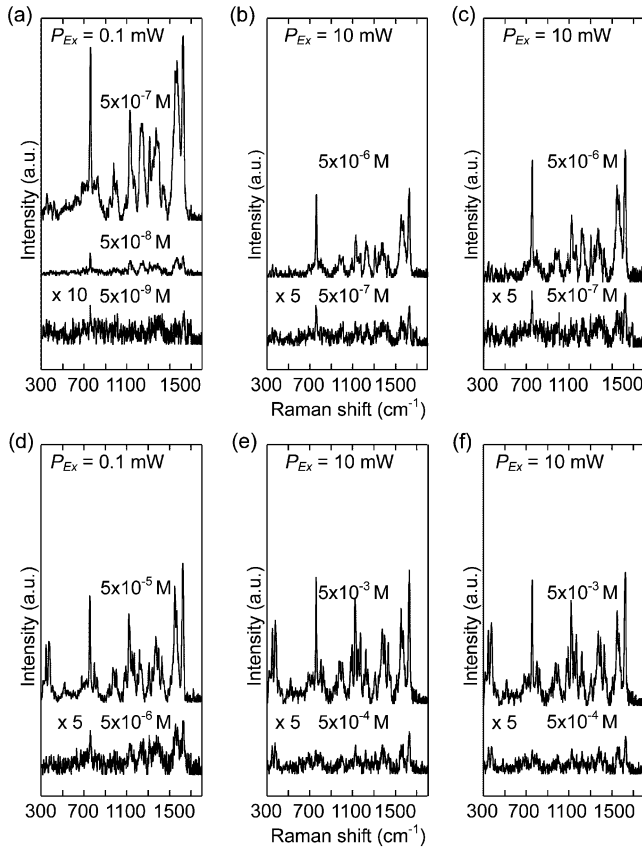 (a)
P_Ex = 0.1 mW
5x10⁻⁷ M
5x10⁻⁸ M
x 10 5x10⁻⁹ M
Intensity (a.u.)
300 700 1100 1500
(b)
P_Ex = 10 mW
5x10⁻⁶ M
x 5 5x10⁻⁷ M
Intensity (a.u.)
300 700 1100 1500
Raman shift (cm⁻¹)
(c)
P_Ex = 10 mW
5x10⁻⁶ M
x 5 5x10⁻⁷ M
Intensity (a.u.)
300 700 1100 1500
(d)
P_Ex = 0.1 mW
5x10⁻⁵ M
x 5 5x10⁻⁶ M
Intensity (a.u.)
300 700 1100 1500
(e)
P_Ex = 10 mW
5x10⁻³ M
x 5 5x10⁻⁴ M
Intensity (a.u.)
300 700 1100 1500
Raman shift (cm⁻¹)
(f)
P_Ex = 10 mW
5x10⁻³ M
x 5 5x10⁻⁴ M
Intensity (a.u.)
300 700 1100 1500